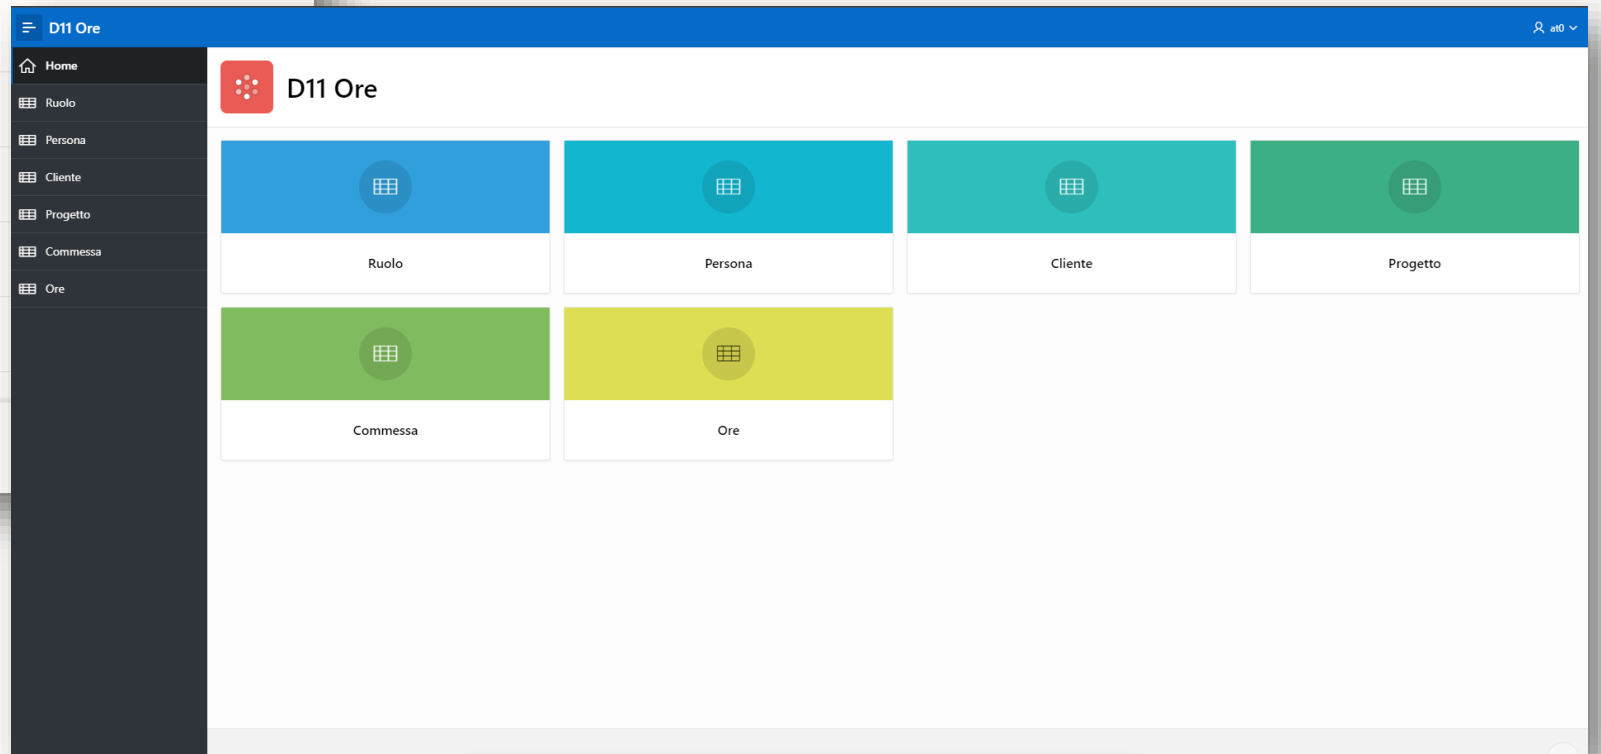 D11 Ore
at0
Home
Ruolo
Persona
Cliente
Progetto
Commessa
Ore
D11 Ore
Ruolo
Persona
Cliente
Progetto
Commessa
Ore